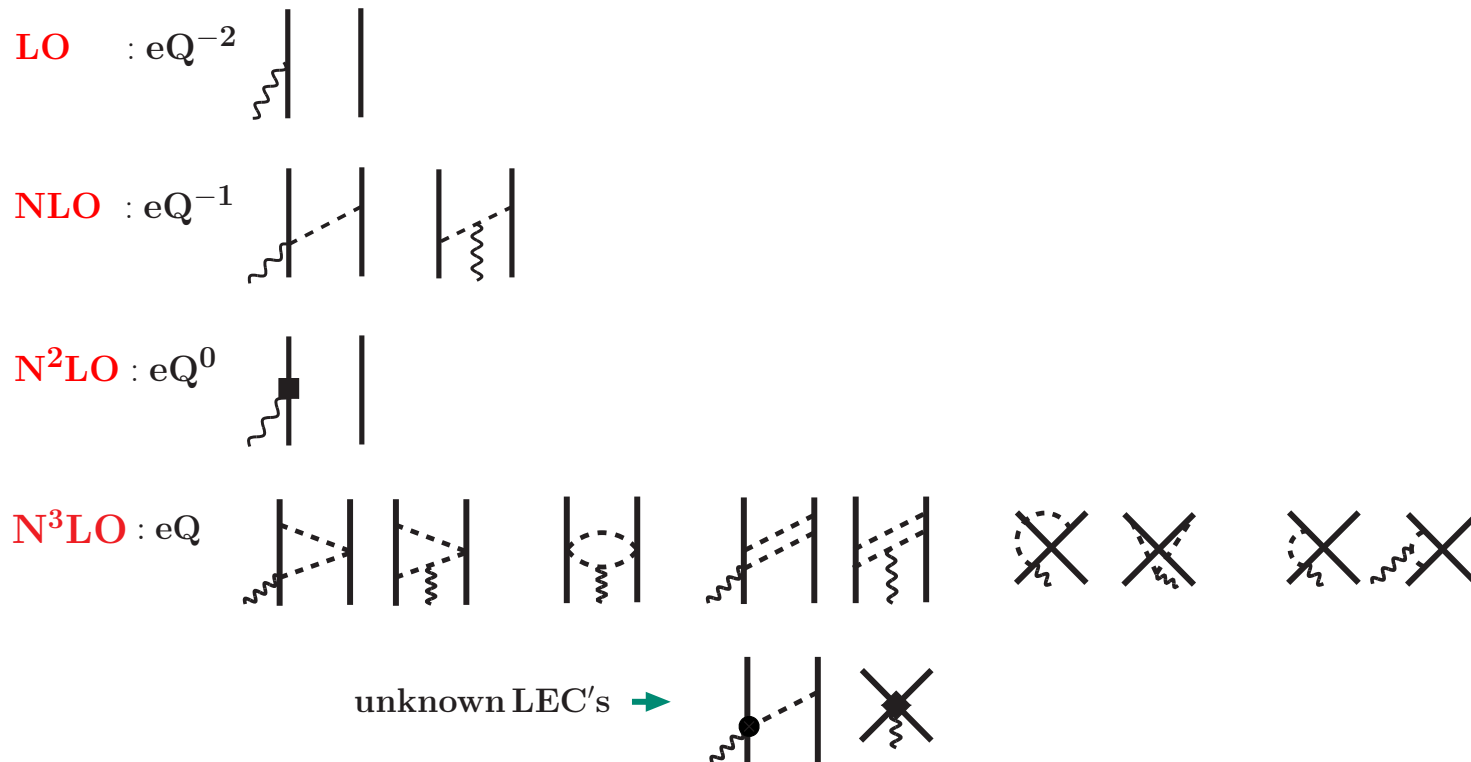 LO : eQ⁻²
NLO : eQ⁻¹
N²LO : eQ⁰
N³LO : eQ
unknown LEC′s